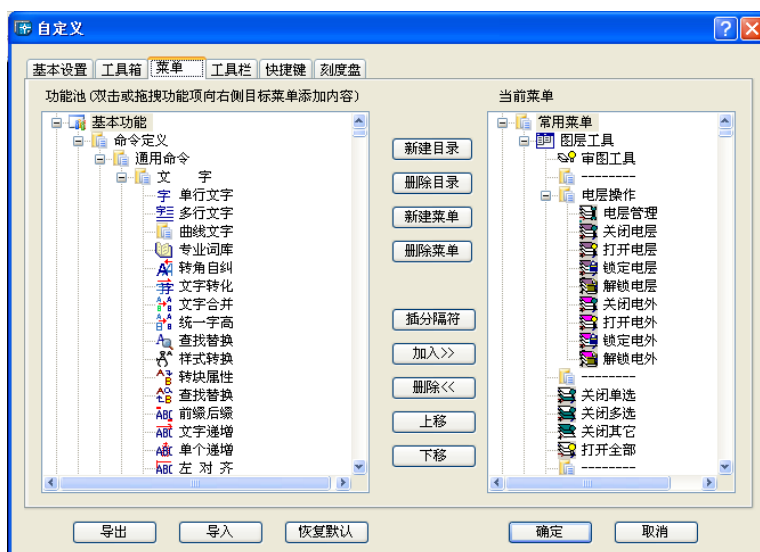 自定义
基本设置 工具箱 菜单 工具栏 快捷键 刻度盘
功能池(双击或拖拽功能项向右侧目标菜单添加内容)
基本功能
命令定义
通用命令
文 字
单行文字
多行文字
曲线文字
专业词库
转角自纠
文字转化
文字合并
统一字高
查找替换
样式转换
转块属性
查找替换
前缀后缀
文字递增
单个递增
左 对 齐
新建目录
删除目录
新建菜单
删除菜单
插分隔符
加入>>
删除<<
上移
下移
当前菜单
常用菜单
图层工具
审图工具
--------
电层操作
电层管理
关闭电层
打开电层
锁定电层
解锁电层
关闭电外
打开电外
锁定电外
解锁电外
--------
关闭单选
关闭多选
关闭其它
打开全部
--------
导出 导入 恢复默认 确定 取消